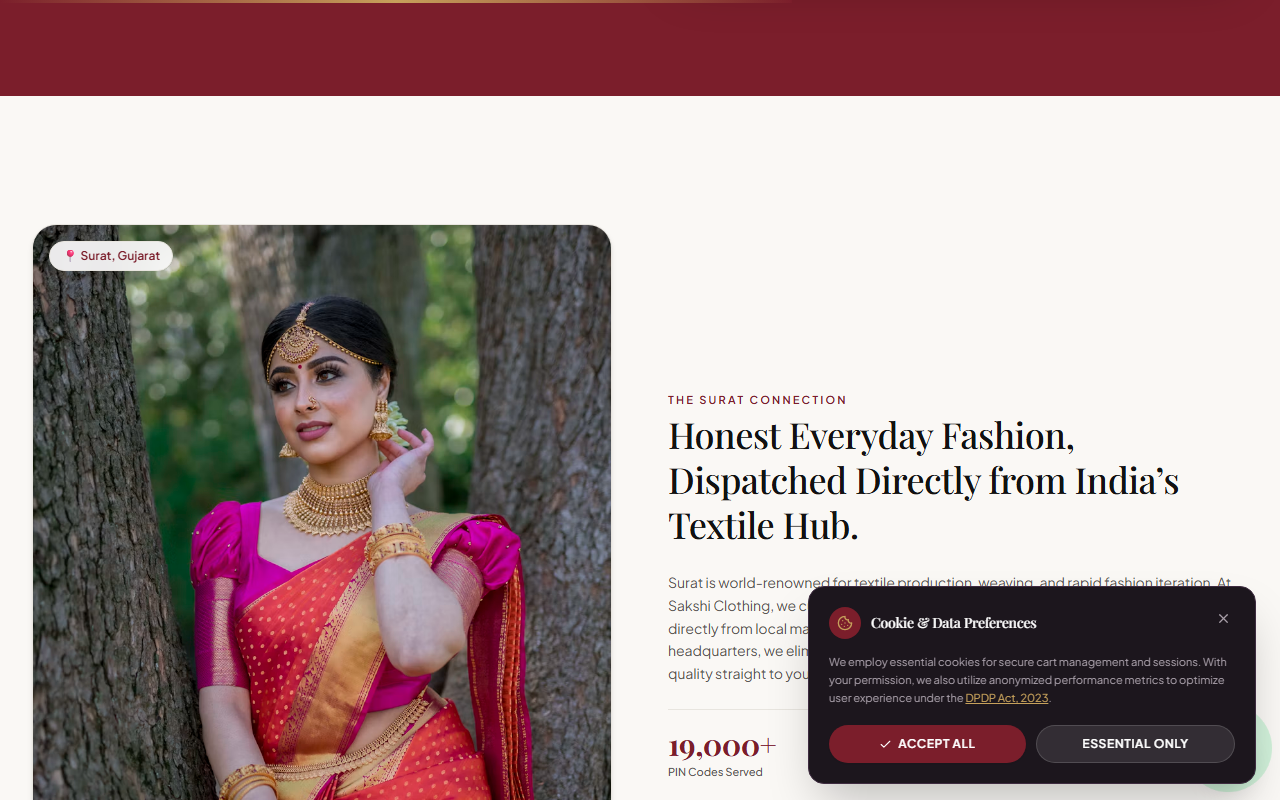 Surat, Gujarat
THE SURAT CONNECTION
Honest Everyday Fashion,
Dispatched Directly from India's
Textile Hub.
Surat is world-renowned for textile production, weaving, and rapid fashion iteration. At
Sakshi Clothing, we
directly from local
headquarters, we
quality straight to
19,000+
PIN Codes Served
Cookie & Data Preferences
We employ essential cookies for secure cart management and sessions. With
your permission, we also utilize anonymized performance metrics to optimize
user experience under the DPDP Act, 2023.
ACCEPT ALL
ESSENTIAL ONLY